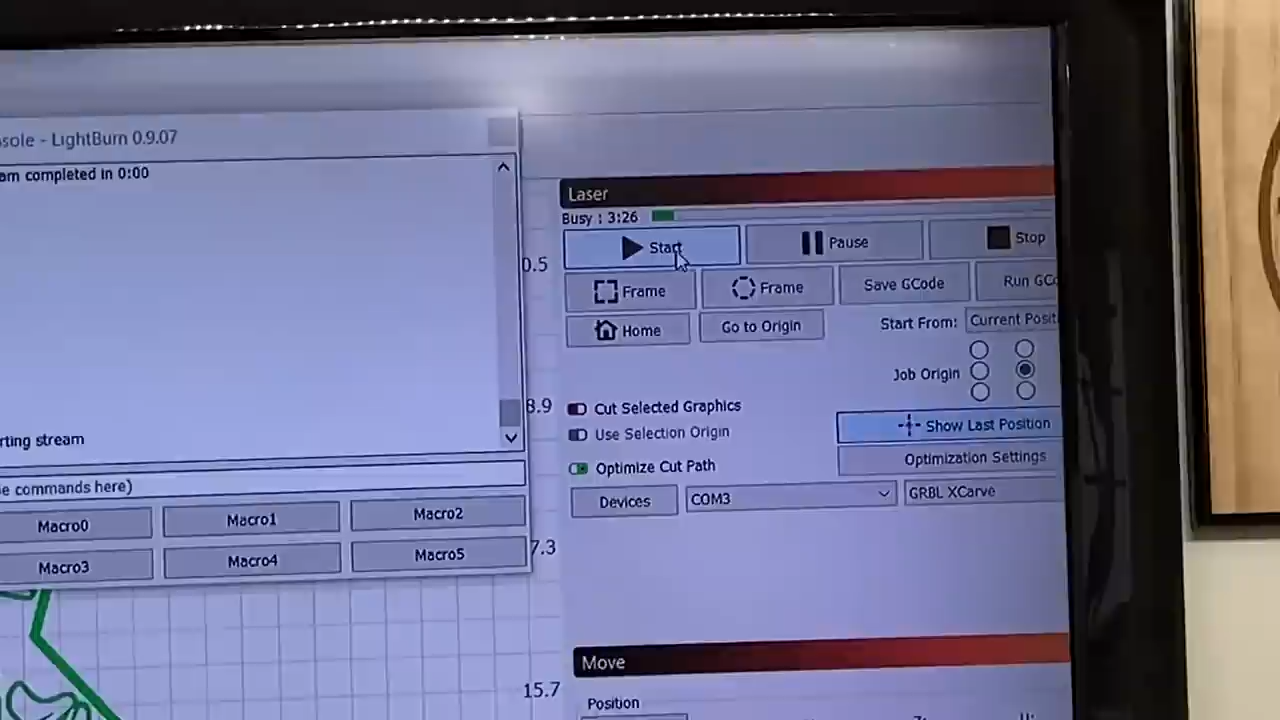 sole - LightBurn 0.9.07
am completed in 0:00
rting stream
e commands here)
Macro0 Macro1 Macro2
Macro3 Macro4 Macro5
0.5
8.9
7.3
15.7
Laser
Busy : 3:26
Start Pause Stop
Frame Frame Save GCode Run GCo
Home Go to Origin Start From: Current Posit
Job Origin
Cut Selected Graphics
Use Selection Origin Show Last Position
Optimize Cut Path Optimization Settings
Devices COM3 GRBL XCarve
Move
Position